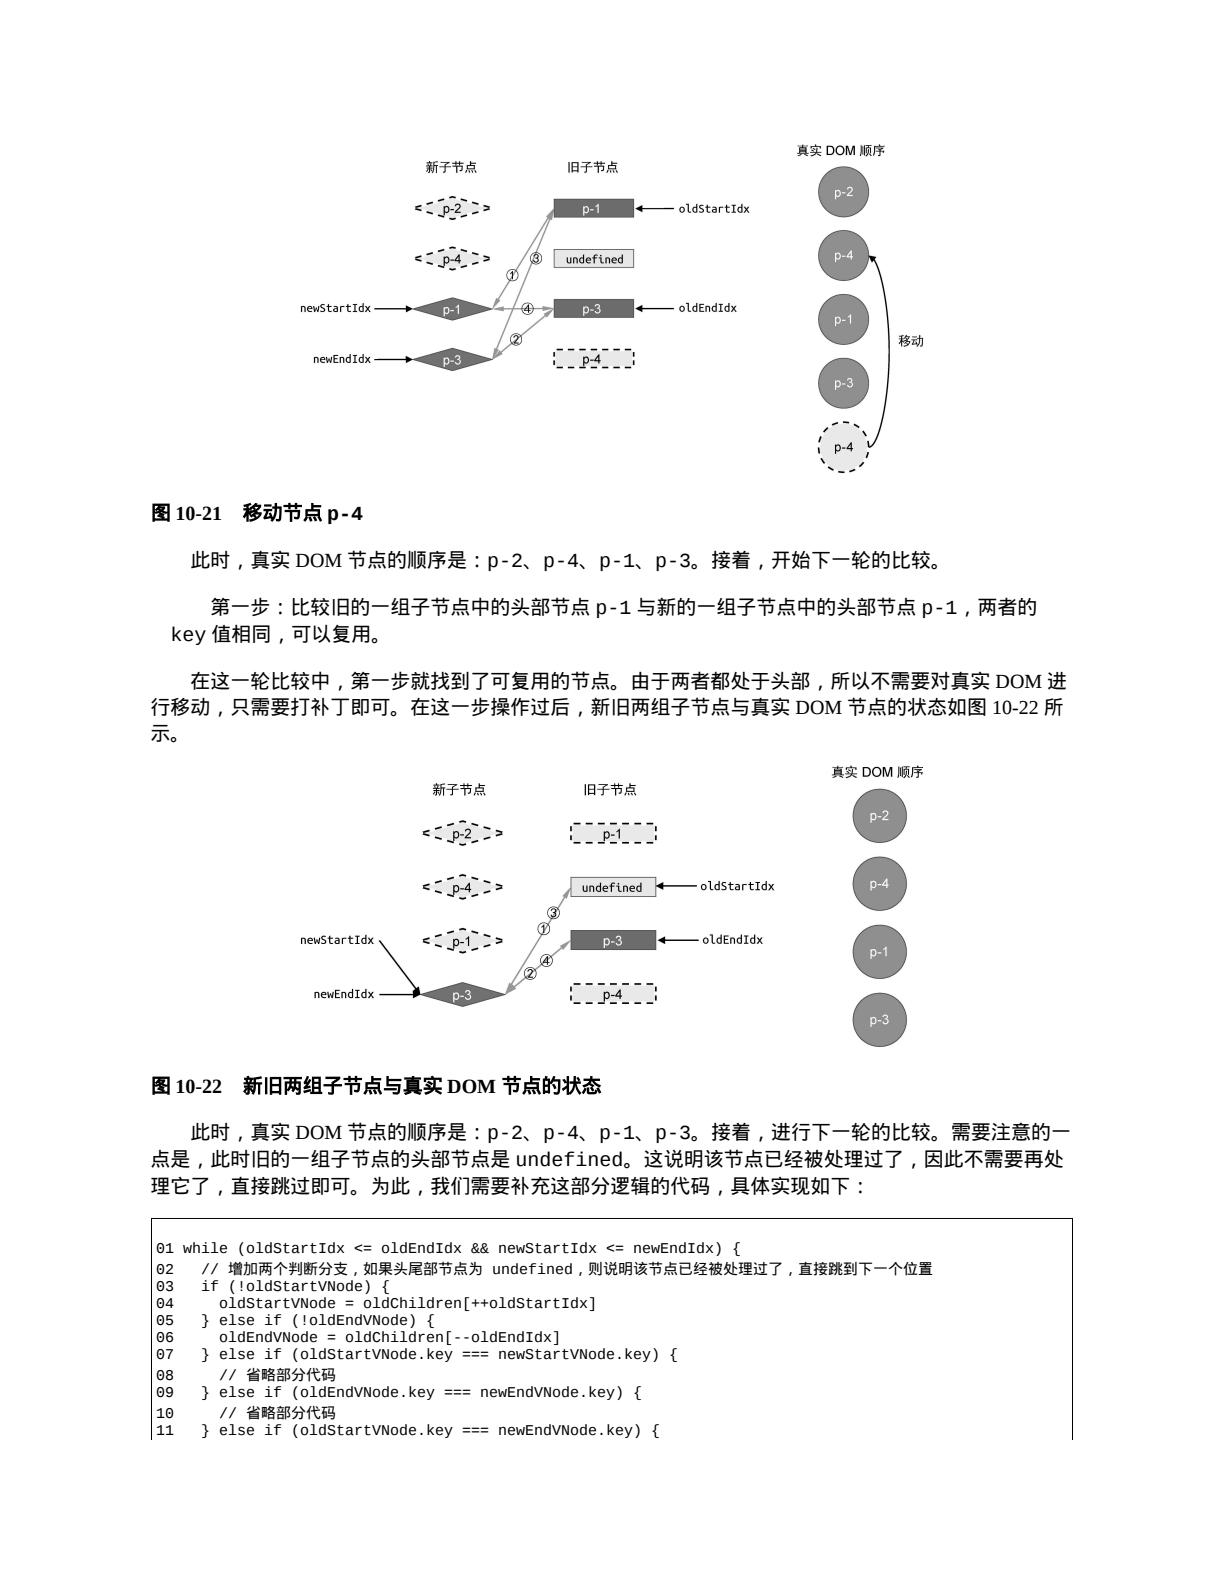 真实 DOM 顺序
新子节点 旧子节点
p-2
p-2 p-1 oldStartIdx
p-4 undefined p-4
③
①
newStartIdx p-1 ④ p-3 oldEndIdx p-1
② 移动
newEndIdx p-3 p-4
p-3
p-4
图 10-21 移动节点 p-4
此时，真实 DOM 节点的顺序是：p-2、p-4、p-1、p-3。接着，开始下一轮的比较。
第一步：比较旧的一组子节点中的头部节点 p-1 与新的一组子节点中的头部节点 p-1，两者的
key 值相同，可以复用。
在这一轮比较中，第一步就找到了可复用的节点。由于两者都处于头部，所以不需要对真实 DOM 进
行移动，只需要打补丁即可。在这一步操作过后，新旧两组子节点与真实 DOM 节点的状态如图 10-22 所
示。
真实 DOM 顺序
新子节点 旧子节点
p-2
p-2 p-1
p-4 undefined oldStartIdx p-4
③
①
newStartIdx p-1 p-3 oldEndIdx p-1
④
②
newEndIdx p-3 p-4
p-3
图 10-22 新旧两组子节点与真实 DOM 节点的状态
此时，真实 DOM 节点的顺序是：p-2、p-4、p-1、p-3。接着，进行下一轮的比较。需要注意的一
点是，此时旧的一组子节点的头部节点是 undefined。这说明该节点已经被处理过了，因此不需要再处
理它了，直接跳过即可。为此，我们需要补充这部分逻辑的代码，具体实现如下：
01 while (oldStartIdx <= oldEndIdx && newStartIdx <= newEndIdx) {
02   // 增加两个判断分支，如果头尾部节点为 undefined，则说明该节点已经被处理过了，直接跳到下一个位置
03   if (!oldStartVNode) {
04     oldStartVNode = oldChildren[++oldStartIdx]
05   } else if (!oldEndVNode) {
06     oldEndVNode = oldChildren[--oldEndIdx]
07   } else if (oldStartVNode.key === newStartVNode.key) {
08     // 省略部分代码
09   } else if (oldEndVNode.key === newEndVNode.key) {
10     // 省略部分代码
11   } else if (oldStartVNode.key === newEndVNode.key) {